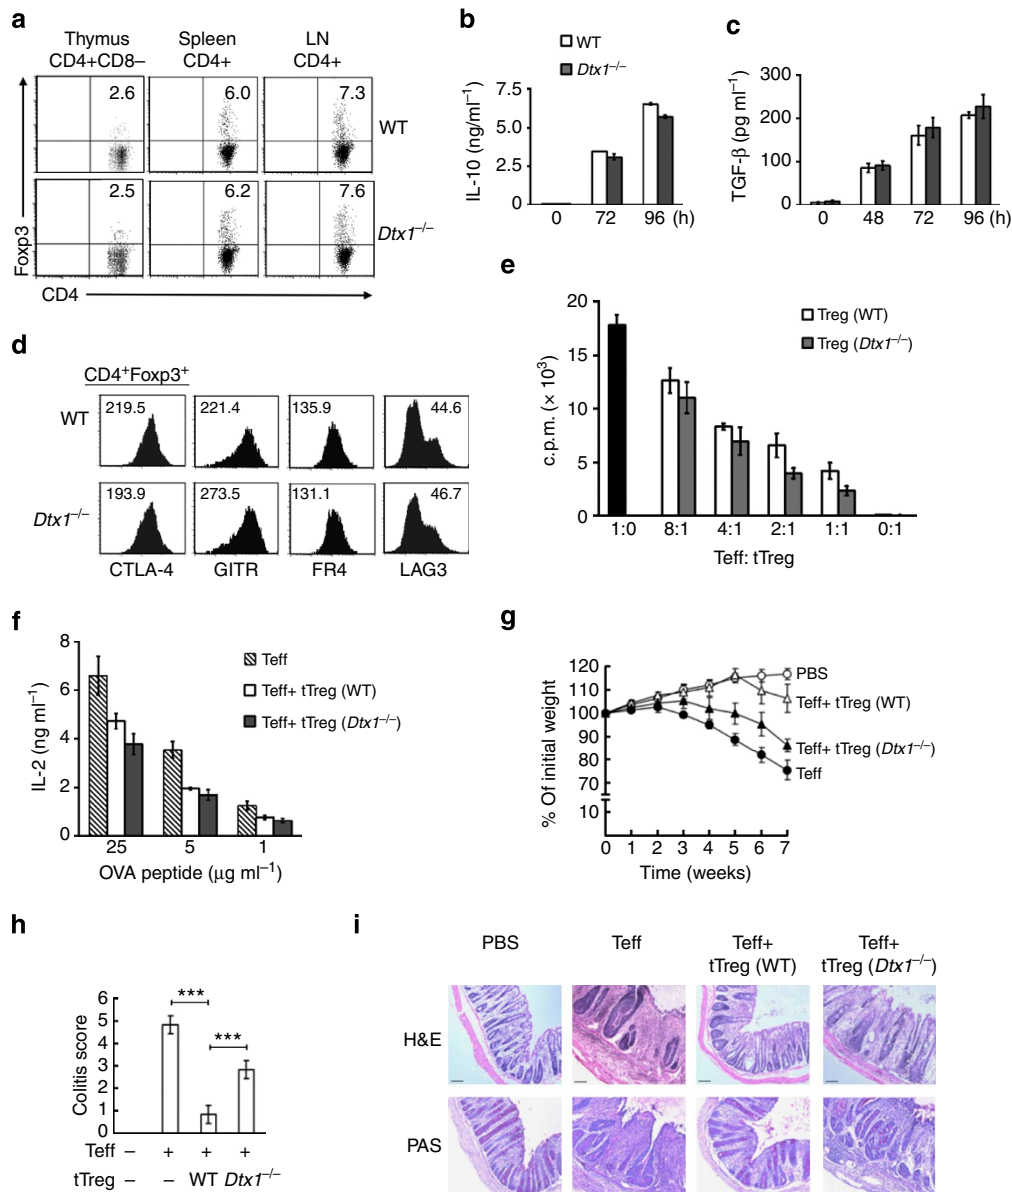 a
Thymus
CD4+CD8–
Spleen
CD4+
LN
CD4+
2.6
6.0
7.3
WT
2.5
6.2
7.6
Dtx1–/–
Foxp3
CD4
b
WT
Dtx1–/–
IL-10 (ng/ml–1)
7.5
5.0
2.5
0
0 72 96 (h)
c
TGF-β (pg ml–1)
300
200
100
0
0 48 72 96 (h)
d
CD4+Foxp3+
WT
219.5
221.4
135.9
44.6
Dtx1–/–
193.9
273.5
131.1
46.7
CTLA-4 GITR FR4 LAG3
e
Treg (WT)
Treg (Dtx1–/–)
c.p.m. (× 10³)
20
15
10
5
0
1:0 8:1 4:1 2:1 1:1 0:1
Teff: tTreg
f
Teff
Teff+ tTreg (WT)
Teff+ tTreg (Dtx1–/–)
IL-2 (ng ml–1)
8
6
4
2
0
25 5 1
OVA peptide (μg ml–1)
g
% Of initial weight
120
110
100
90
80
70
10
0 1 2 3 4 5 6 7
Time (weeks)
PBS
Teff+ tTreg (WT)
Teff+ tTreg (Dtx1–/–)
Teff
h
Colitis score
6
5
4
3
2
1
0
***
***
Teff – + + +
tTreg – – WT Dtx1–/–
i
PBS
Teff
Teff+
tTreg (WT)
Teff+
tTreg (Dtx1–/–)
H&E
PAS